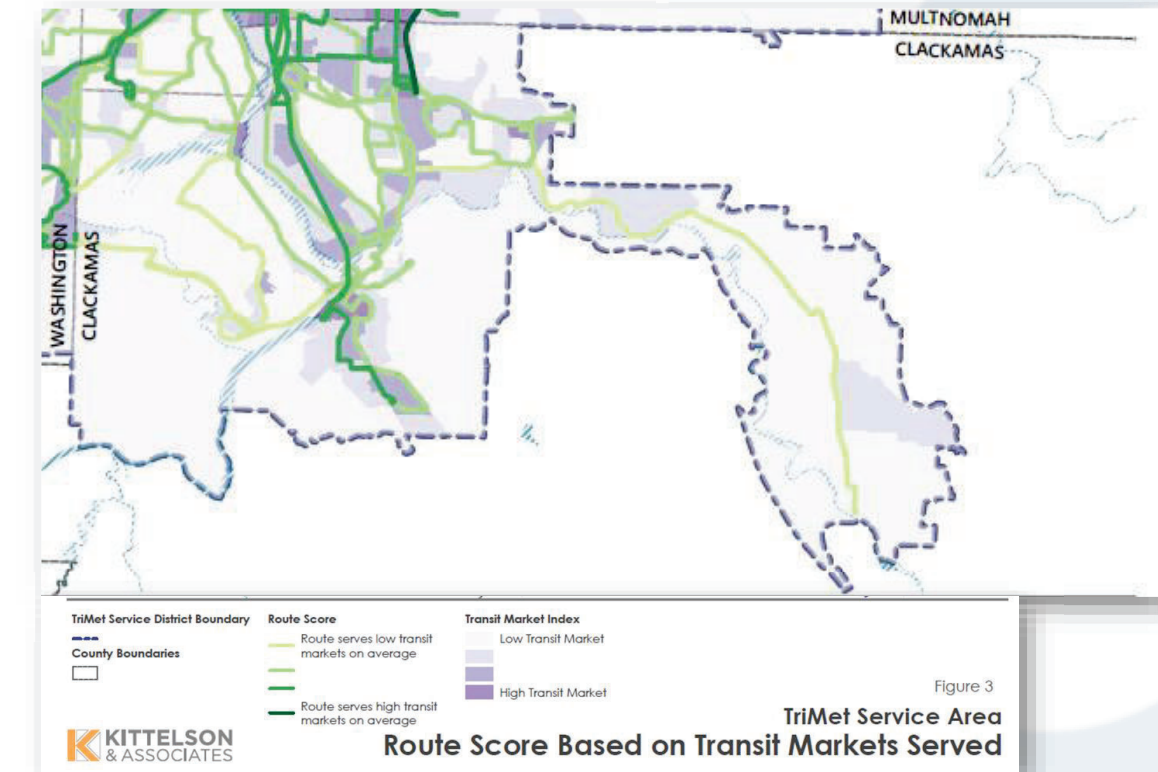 MULTNOMAH
CLACKAMAS
WASHINGTON
CLACKAMAS
TriMet Service District Boundary
County Boundaries
Route Score
Route serves low transit
markets on average
Route serves high transit
markets on average
Transit Market Index
Low Transit Market
High Transit Market
Figure 3
TriMet Service Area
Route Score Based on Transit Markets Served
KITTELSON
& ASSOCIATES